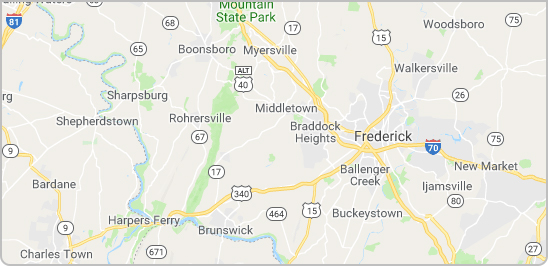 Mountain
State Park
81
68
17
15
Woodsboro
75
65
Boonsboro
Myersville
Walkersville
ALT
40
rg
Sharpsburg
26
Middletown
Rohrersville
Shepherdstown
67
Braddock
Heights
Frederick
75
9
70
17
Ballenger
Creek
New Market
Bardane
340
Ijamsville
80
464
15
Buckeystown
Harpers Ferry
9
Brunswick
671
27
Charles Town